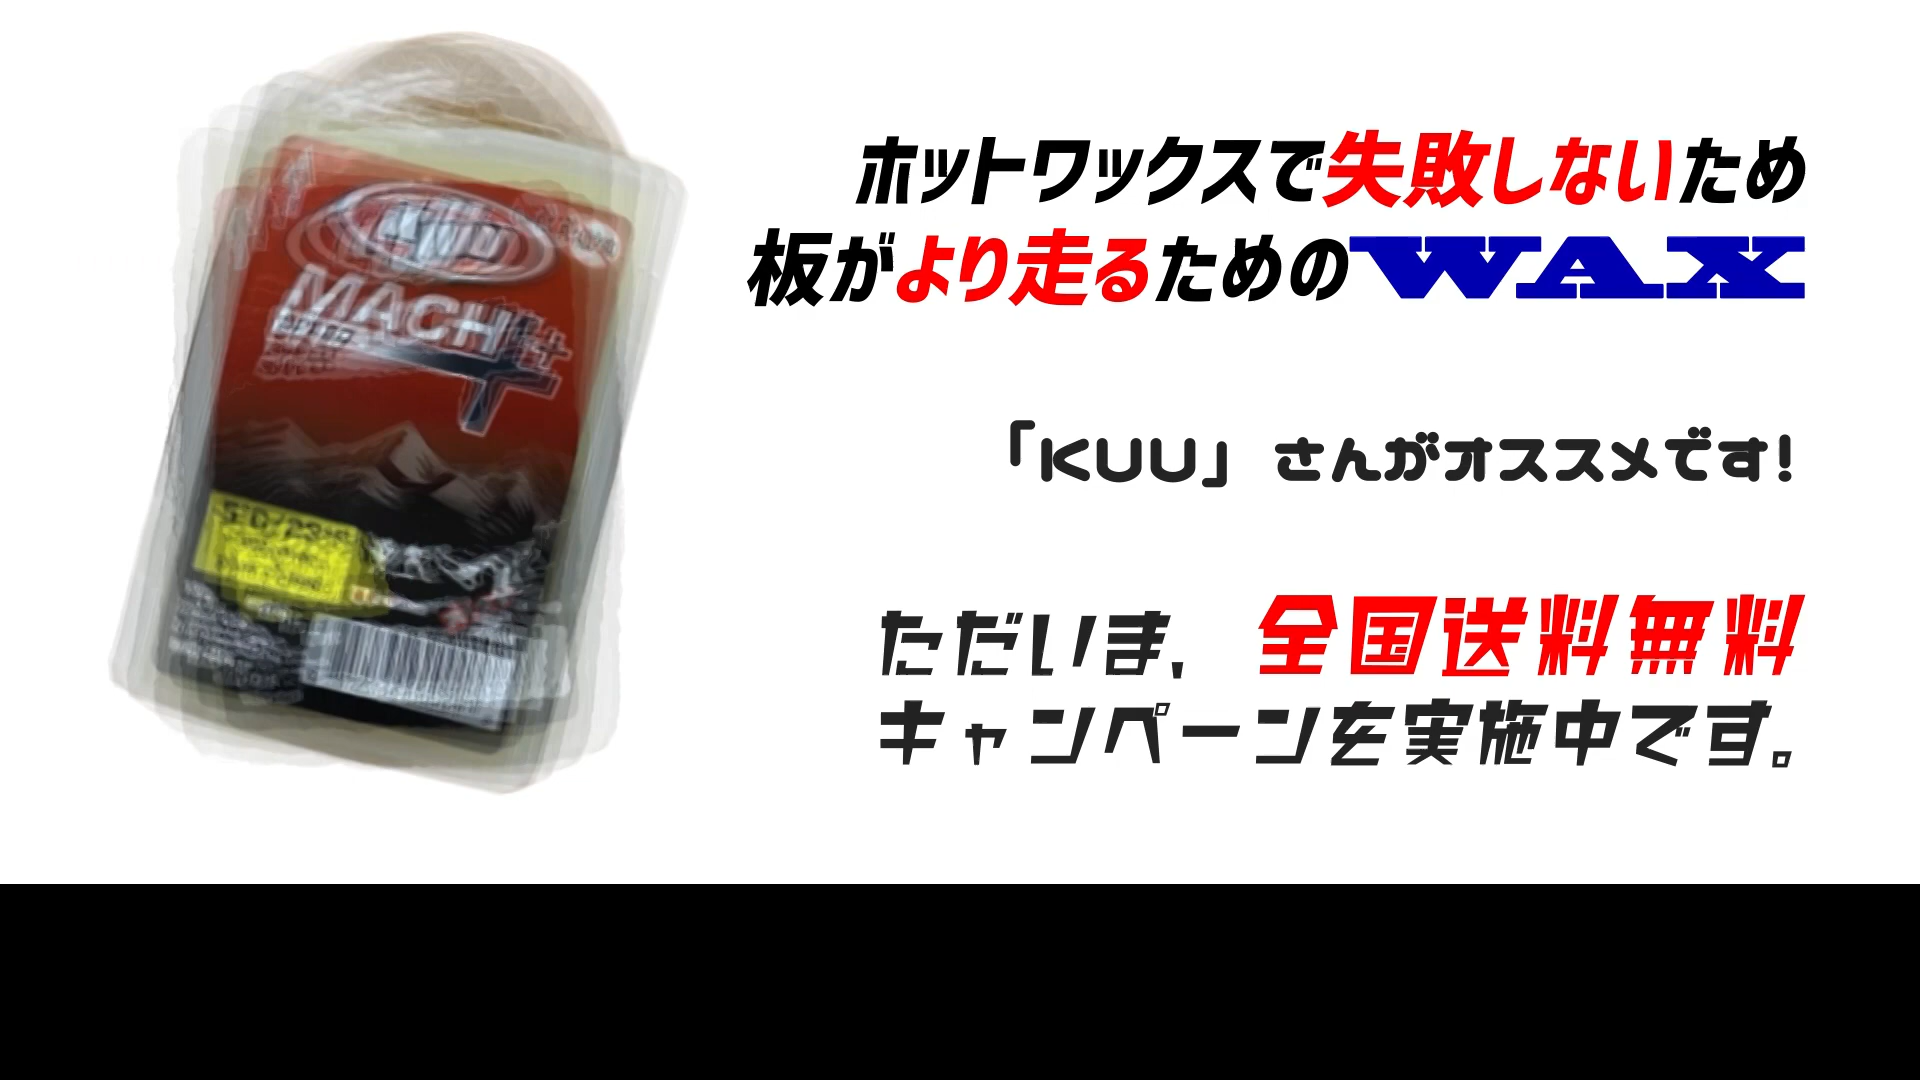 MACH
SPEED
ホットワックスで失敗しないため
板がより走るためのWAX
「KUU」さんがオススメです!
ただいま，全国送料無料
キャンペーンを実施中です。